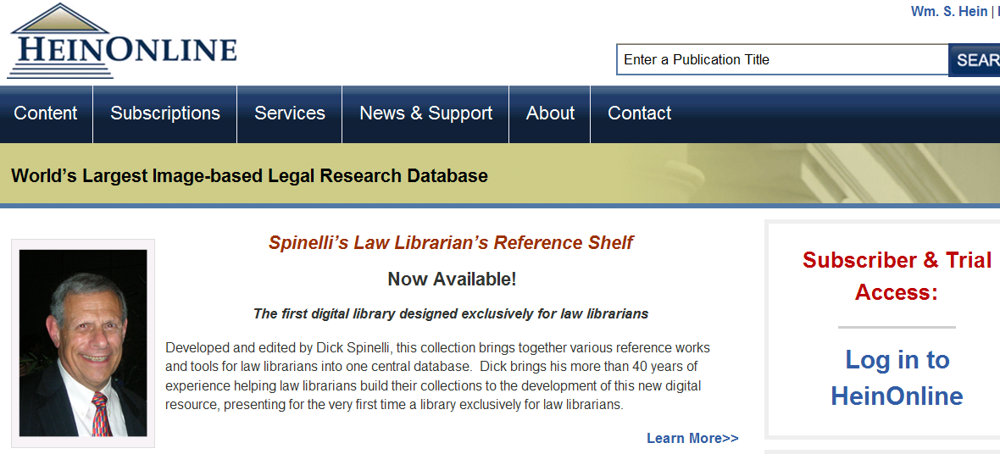 Wm. S. Hein |
HEINONLINE
Enter a Publication Title
SEAR
Content
Subscriptions
Services
News & Support
About
Contact
World's Largest Image-based Legal Research Database
Spinelli's Law Librarian's Reference Shelf
Now Available!
The first digital library designed exclusively for law librarians
Developed and edited by Dick Spinelli, this collection brings together various reference works
and tools for law librarians into one central database.  Dick brings his more than 40 years of
experience helping law librarians build their collections to the development of this new digital
resource, presenting for the very first time a library exclusively for law librarians.
Learn More>>
Subscriber & Trial
Access:
Log in to
HeinOnline